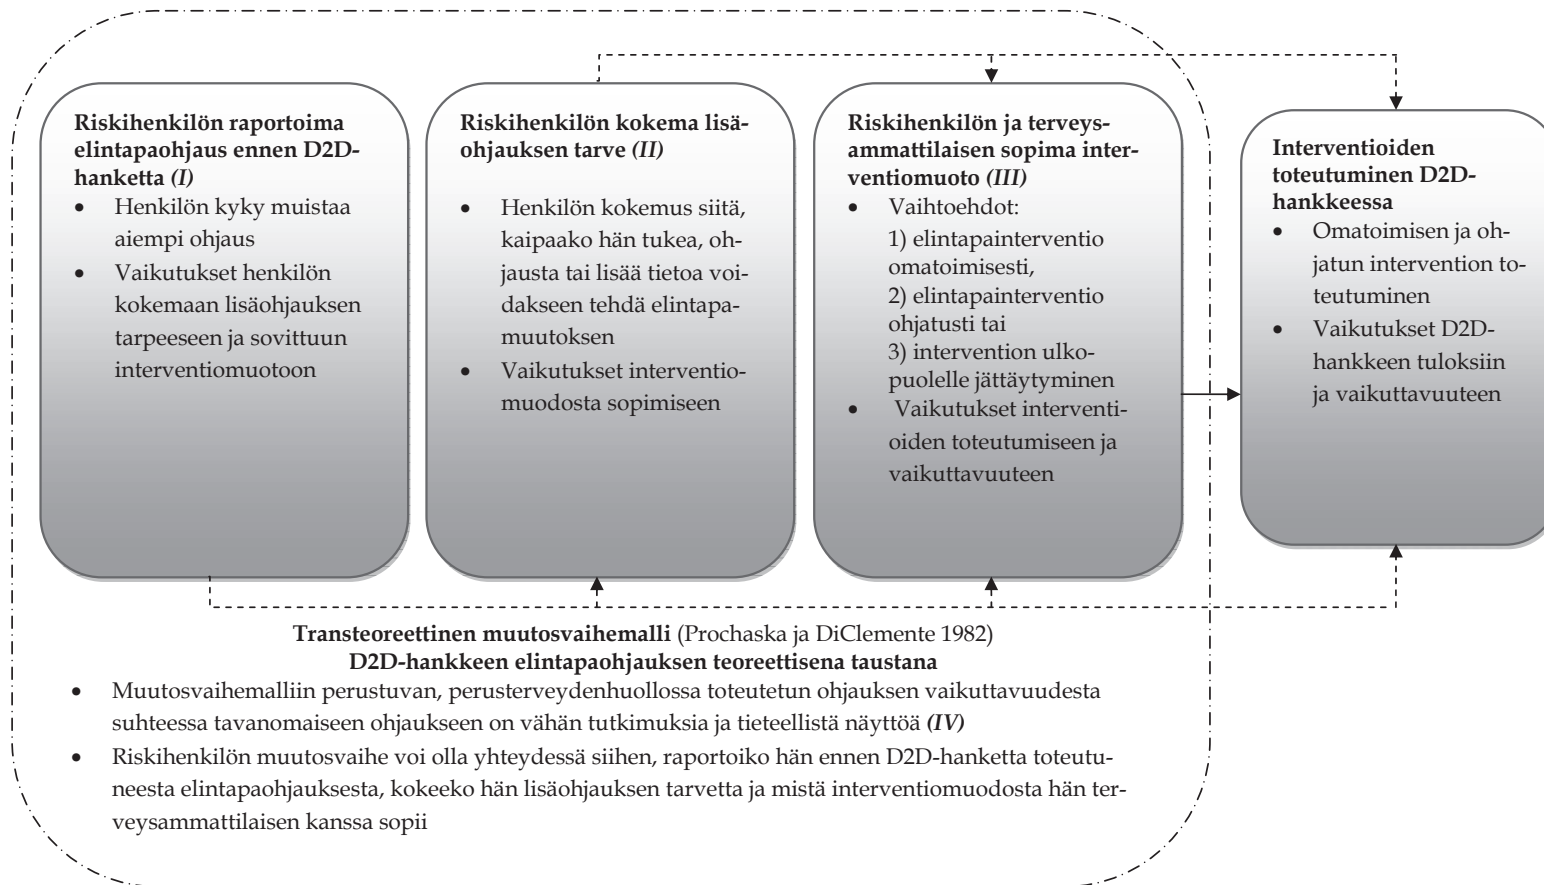 Riskihenkilön raportoima
elintapaohjaus ennen D2D-
hanketta (I)
• Henkilön kyky muistaa
aiempi ohjaus
• Vaikutukset henkilön
kokemaan lisäohjauksen
tarpeeseen ja sovittuun
interventiomuotoon
Riskihenkilön kokema lisä-
ohjauksen tarve (II)
• Henkilön kokemus siitä,
kaipaako hän tukea, oh-
jausta tai lisää tietoa voi-
dakseen tehdä elintapa-
muutoksen
• Vaikutukset interventio-
muodosta sopimiseen
Riskihenkilön ja terveys-
ammattilaisen sopima inter-
ventiomuoto (III)
• Vaihtoehdot:
1) elintapainterventio
omatoimisesti,
2) elintapainterventio
ohjatusti tai
3) intervention ulko-
puolelle jättäytyminen
• Vaikutukset interventi-
oiden toteutumiseen ja
vaikuttavuuteen
Interventioiden
toteutuminen D2D-
hankkeessa
• Omatoimisen ja oh-
jatun intervention to-
teutuminen
• Vaikutukset D2D-
hankkeen tuloksiin
ja vaikuttavuuteen
Transteoreettinen muutosvaihemalli (Prochaska ja DiClemente 1982)
D2D-hankkeen elintapaohjauksen teoreettisena taustana
• Muutosvaihemalliin perustuvan, perusterveydenhuollossa toteutetun ohjauksen vaikuttavuudesta
suhteessa tavanomaiseen ohjaukseen on vähän tutkimuksia ja tieteellistä näyttöä (IV)
• Riskihenkilön muutosvaihe voi olla yhteydessä siihen, raportoiko hän ennen D2D-hanketta toteutu-
neesta elintapaohjauksesta, kokeeko hän lisäohjauksen tarvetta ja mistä interventiomuodosta hän ter-
veysammattilaisen kanssa sopii